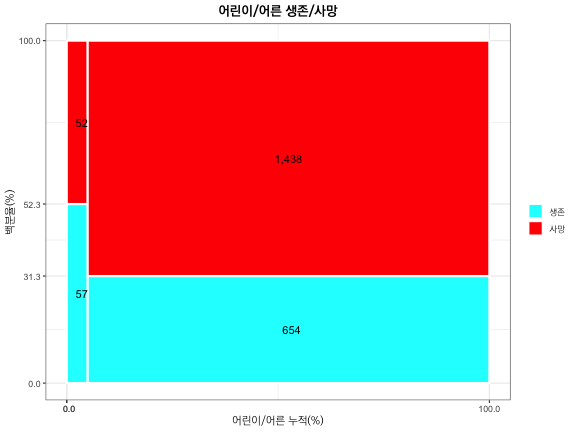 어린이/어른 생존/사망
100.0
52.3
31.3
0.0
백분율(%)
52
1,438
57
654
생존
사망
0.0
100.0
어린이/어른 누적(%)